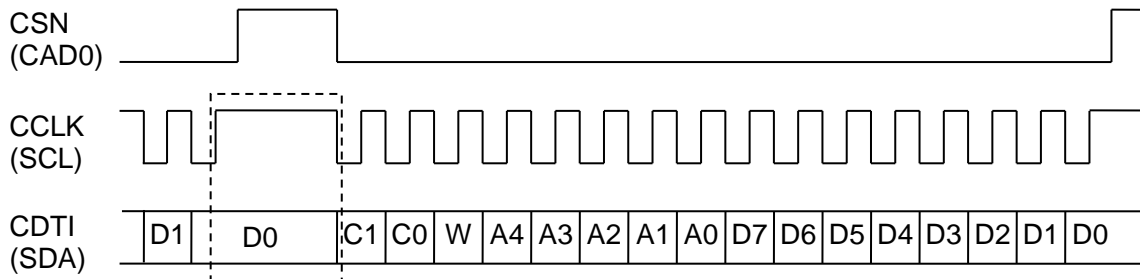 CSN
(CAD0)
CCLK
(SCL)
CDTI
(SDA)
D1 D0 C1 C0 W A4 A3 A2 A1 A0 D7 D6 D5 D4 D3 D2 D1 D0